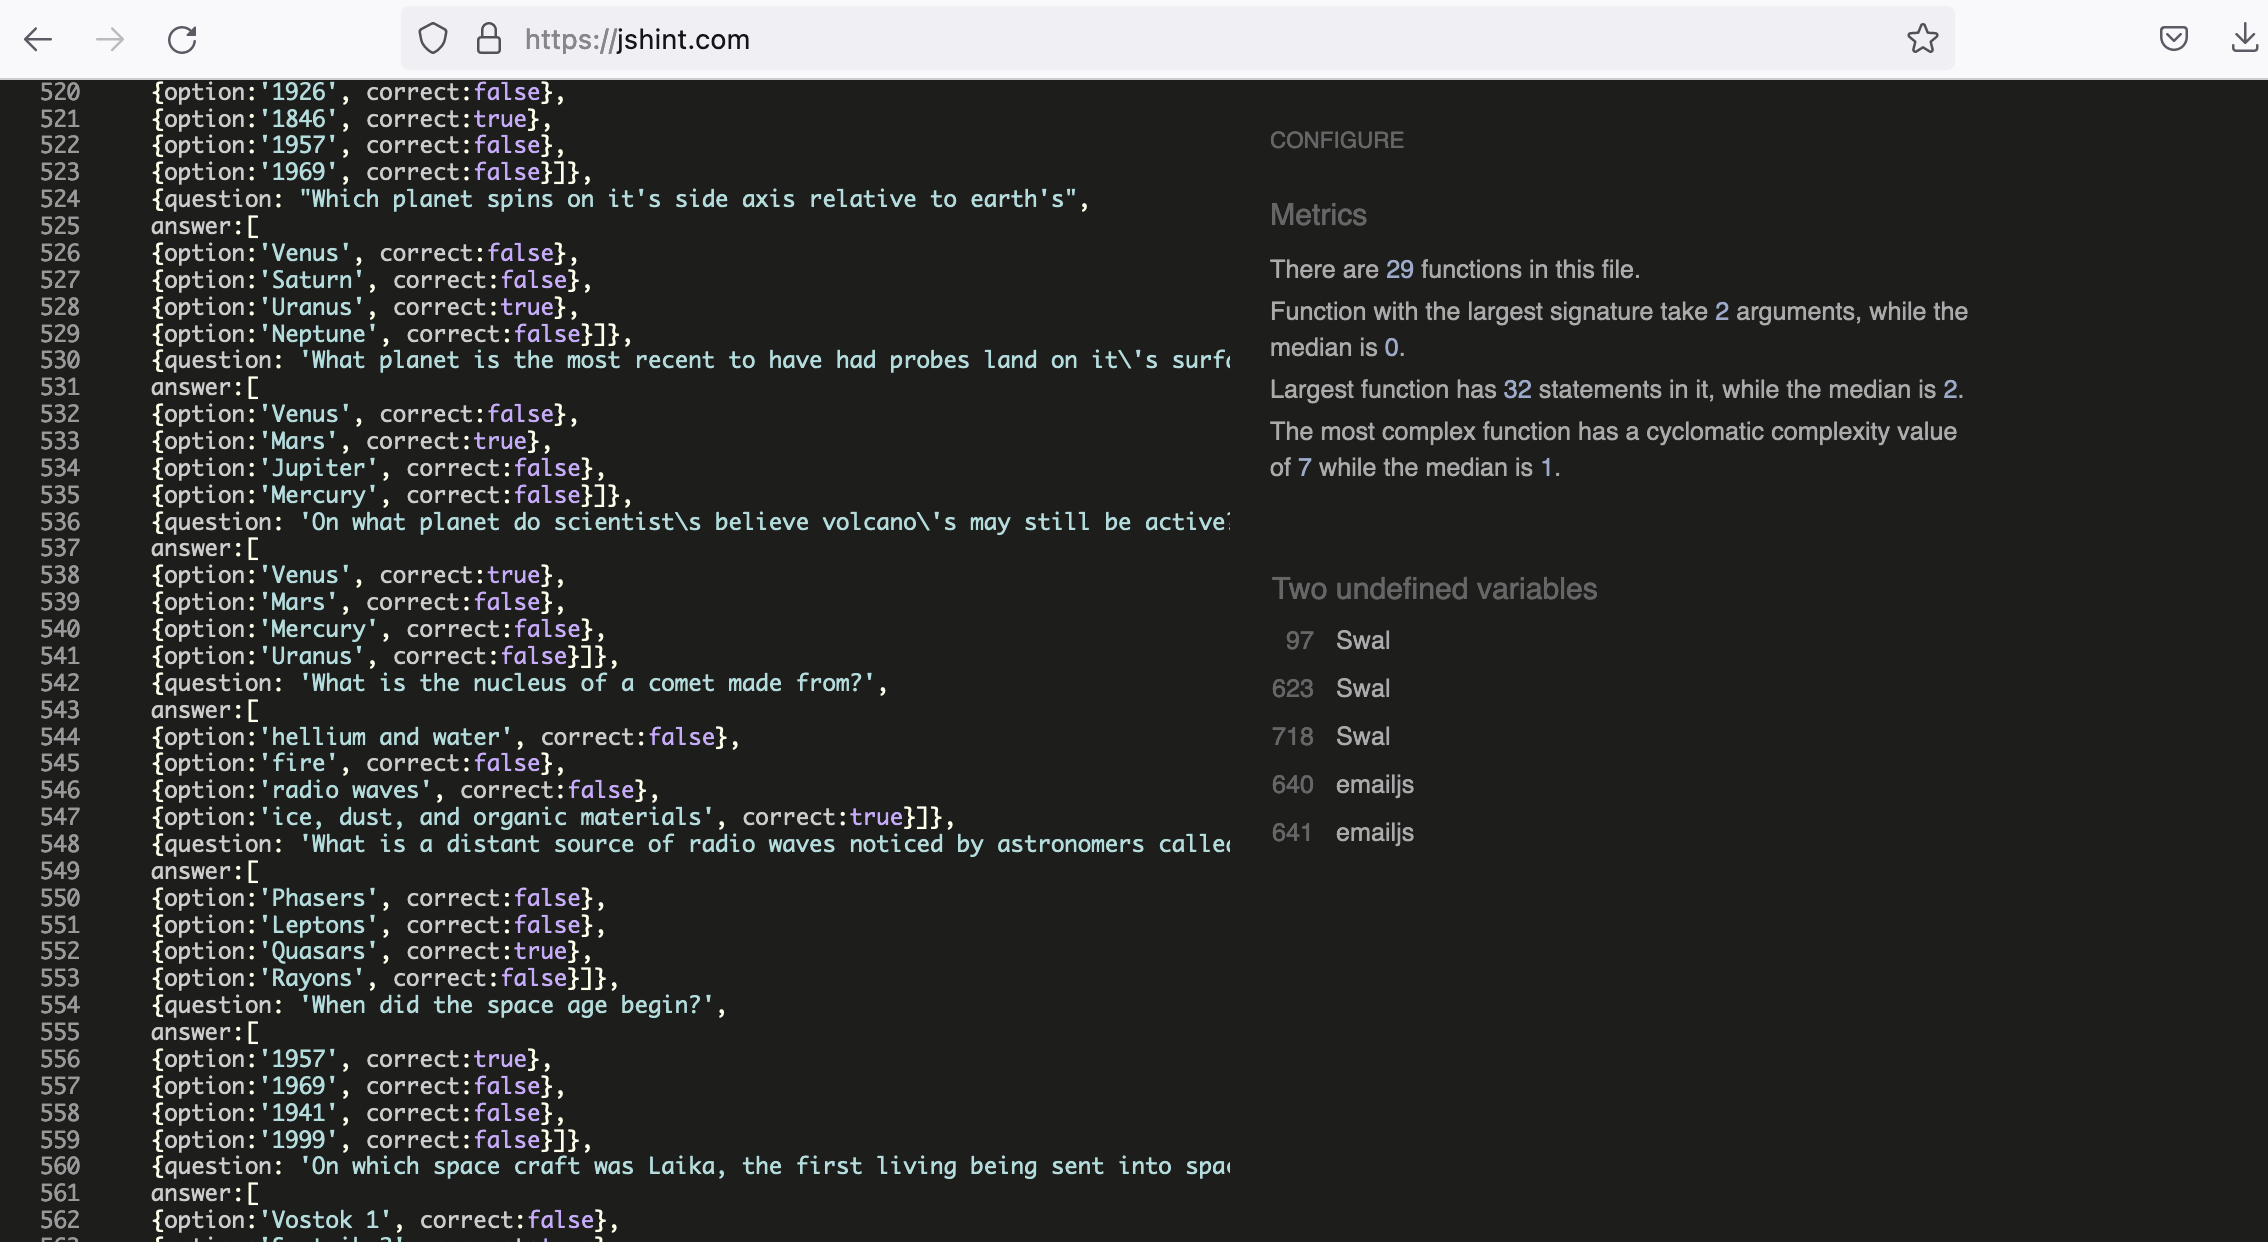 https://jshint.com
520 {option:'1926', correct:false},
521 {option:'1846', correct:true},
522 {option:'1957', correct:false},
523 {option:'1969', correct:false}]},
524 {question: "Which planet spins on it's side axis relative to earth's",
525 answer:[
526 {option:'Venus', correct:false},
527 {option:'Saturn', correct:false},
528 {option:'Uranus', correct:true},
529 {option:'Neptune', correct:false}]},
530 {question: 'What planet is the most recent to have had probes land on it\'s
531 answer:[
532 {option:'Venus', correct:false},
533 {option:'Mars', correct:true},
534 {option:'Jupiter', correct:false},
535 {option:'Mercury', correct:false}]},
536 {question: 'On what planet do scientist\s believe volcano\'s may still be active?
537 answer:[
538 {option:'Venus', correct:true},
539 {option:'Mars', correct:false},
540 {option:'Mercury', correct:false},
541 {option:'Uranus', correct:false}]},
542 {question: 'What is the nucleus of a comet made from?',
543 answer:[
544 {option:'hellium and water', correct:false},
545 {option:'fire', correct:false},
546 {option:'radio waves', correct:false},
547 {option:'ice, dust, and organic materials', correct:true}]},
548 {question: 'What is a distant source of radio waves noticed by astronomers
549 answer:[
550 {option:'Phasers', correct:false},
551 {option:'Leptons', correct:false},
552 {option:'Quasars', correct:true},
553 {option:'Rayons', correct:false}]},
554 {question: 'When did the space age begin?',
555 answer:[
556 {option:'1957', correct:true},
557 {option:'1969', correct:false},
558 {option:'1941', correct:false},
559 {option:'1999', correct:false}]},
560 {question: 'On which space craft was Laika, the first living being sent into
561 answer:[
562 {option:'Vostok 1', correct:false},
CONFIGURE
Metrics
There are 29 functions in this file.
Function with the largest signature take 2 arguments, while the
median is 0.
Largest function has 32 statements in it, while the median is 2.
The most complex function has a cyclomatic complexity value
of 7 while the median is 1.
Two undefined variables
97 Swal
623 Swal
718 Swal
640 emailjs
641 emailjs